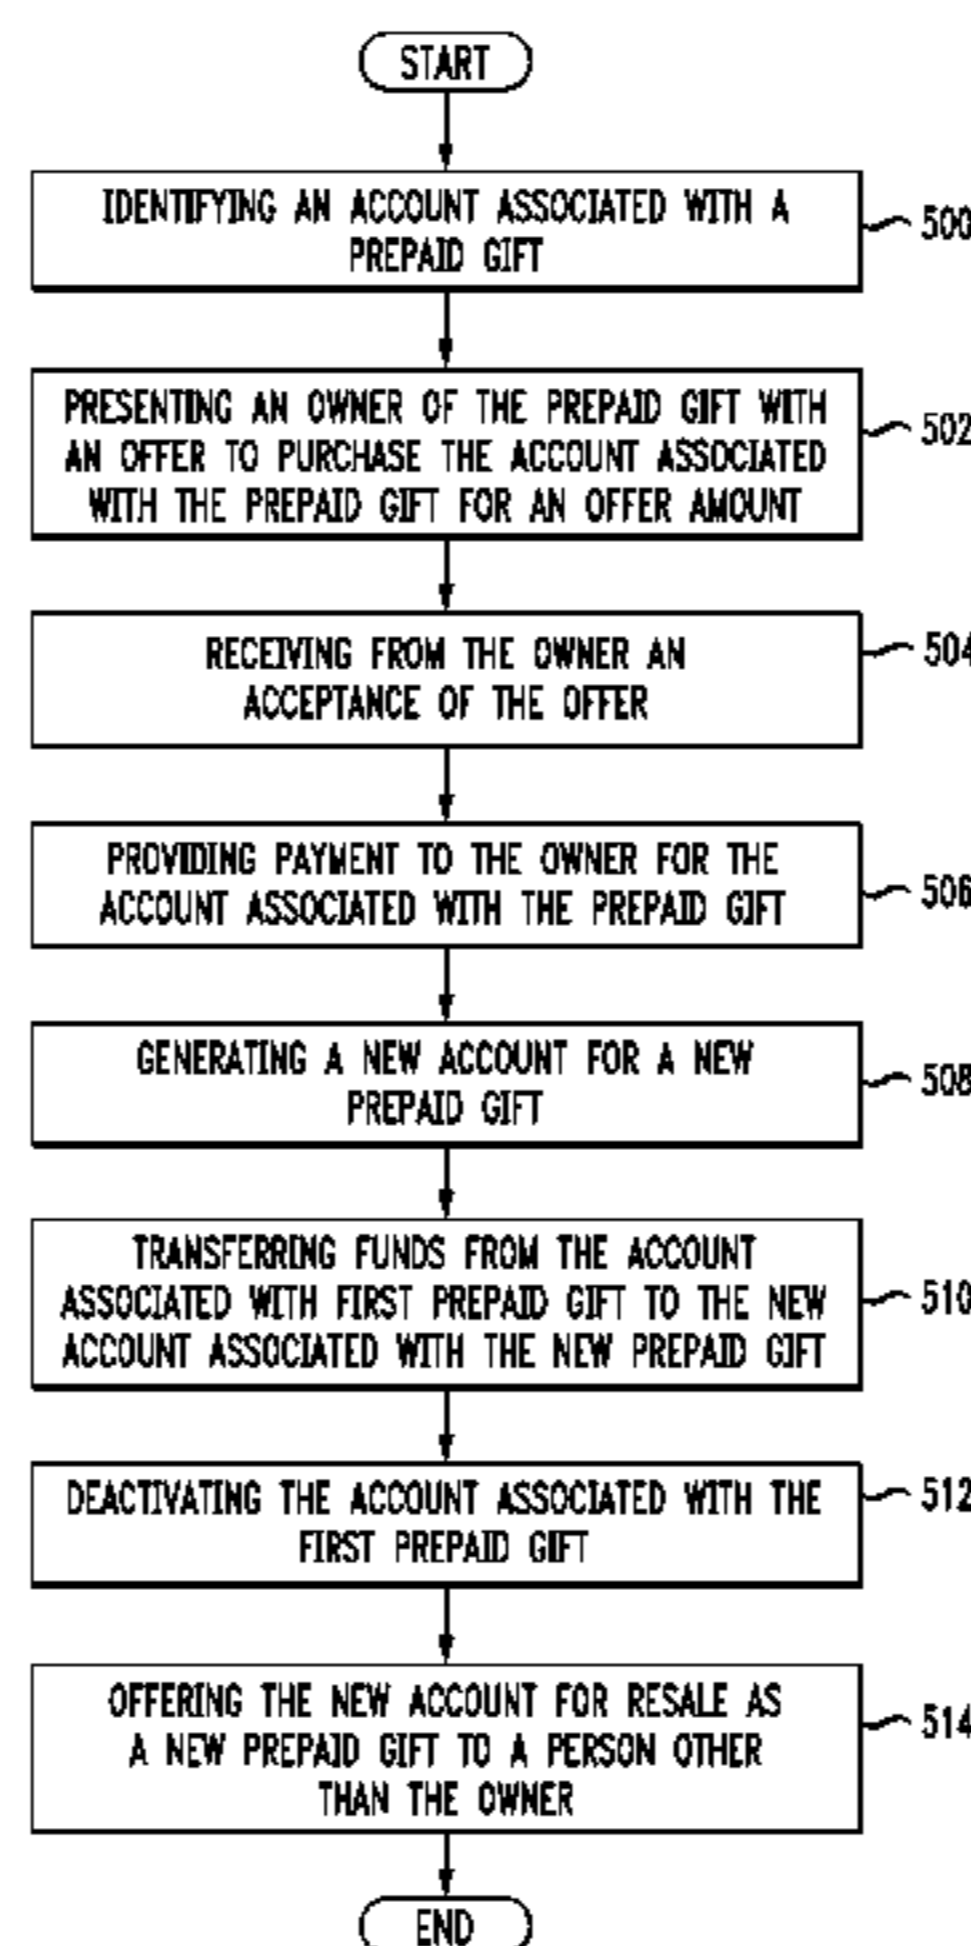 START
IDENTIFYING AN ACCOUNT ASSOCIATED WITH A
PREPAID GIFT
500
PRESENTING AN OWNER OF THE PREPAID GIFT WITH
AN OFFER TO PURCHASE THE ACCOUNT ASSOCIATED
WITH THE PREPAID GIFT FOR AN OFFER AMOUNT
502
RECEIVING FROM THE OWNER AN
ACCEPTANCE OF THE OFFER
504
PROVIDING PAYMENT TO THE OWNER FOR THE
ACCOUNT ASSOCIATED WITH THE PREPAID GIFT
506
GENERATING A NEW ACCOUNT FOR A NEW
PREPAID GIFT
508
TRANSFERRING FUNDS FROM THE ACCOUNT
ASSOCIATED WITH FIRST PREPAID GIFT TO THE NEW
ACCOUNT ASSOCIATED WITH THE NEW PREPAID GIFT
510
DEACTIVATING THE ACCOUNT ASSOCIATED WITH THE
FIRST PREPAID GIFT
512
OFFERING THE NEW ACCOUNT FOR RESALE AS
A NEW PREPAID GIFT TO A PERSON OTHER
THAN THE OWNER
514
END